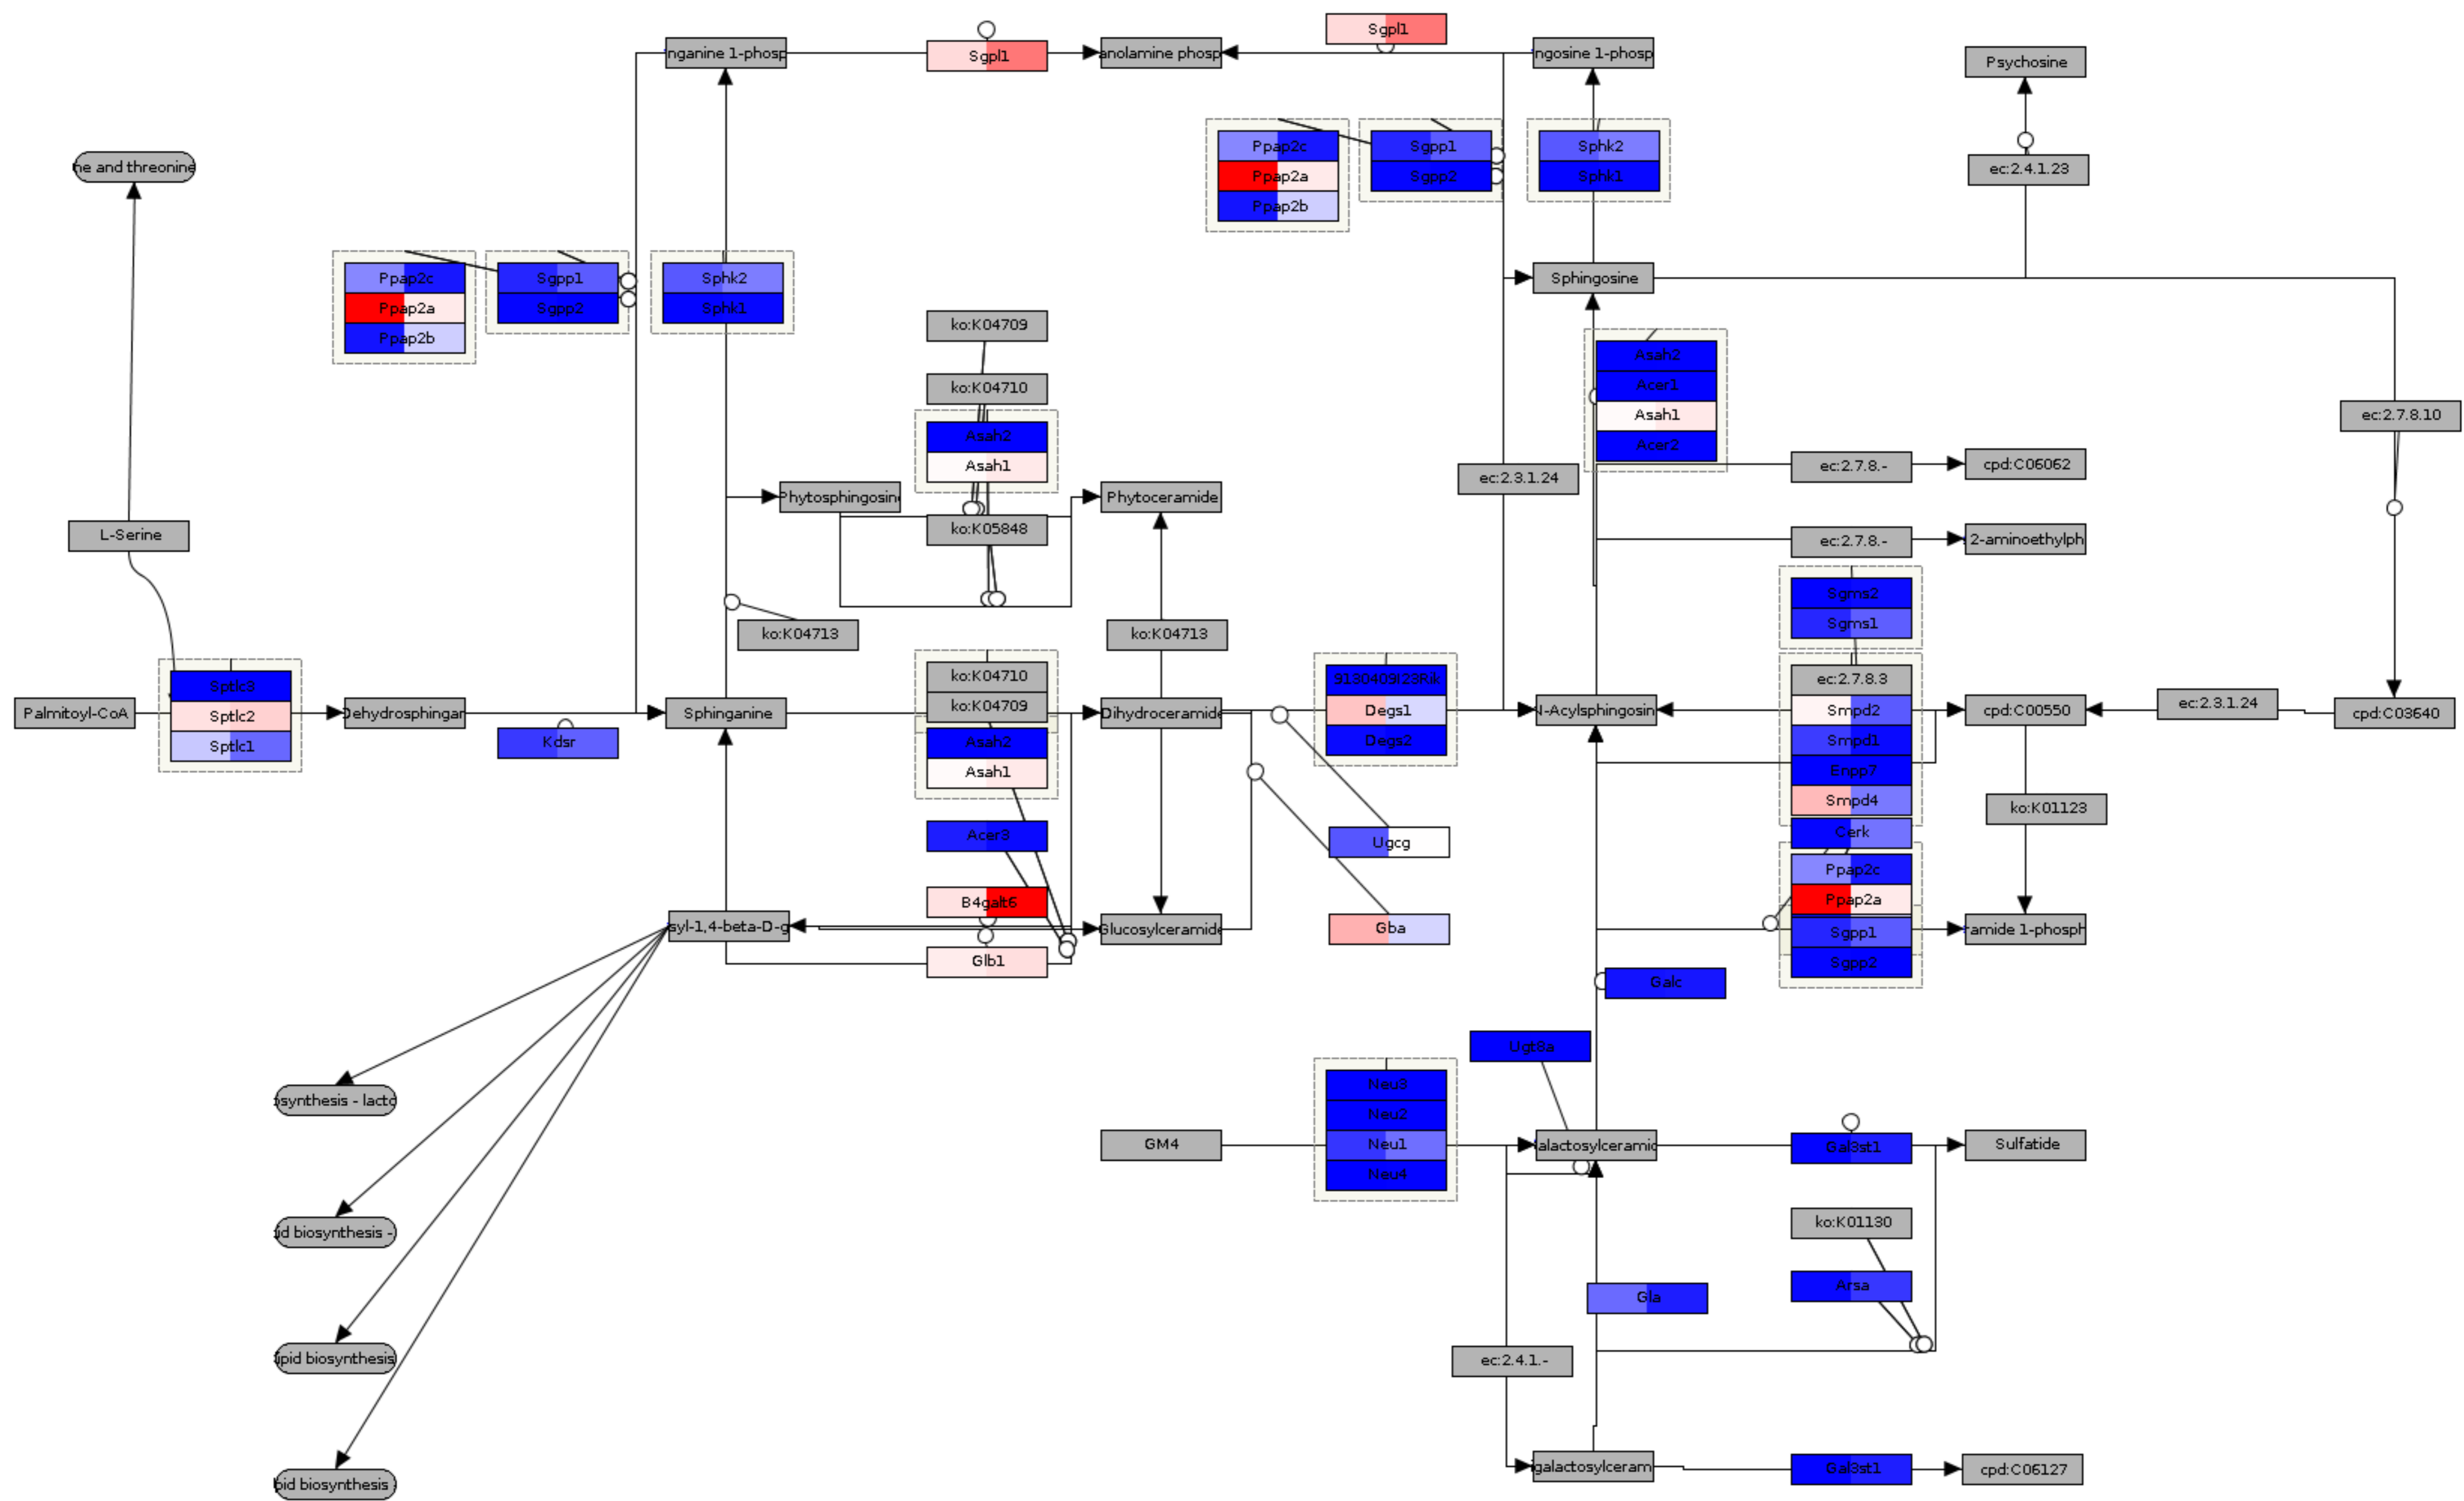 Sgpl1
nganine 1-phosp
Sgpl1
anolamine phosp
ngosine 1-phosp
Psychosine
Ppap2c
Sgpp1
Sphk2
ne and threonine
ec:2.4.1.23
Ppap2a
Sgpp2
Sphk1
Ppap2b
Ppap2c
Sgpp1
Sphk2
Sphingosine
Ppap2a
Sgpp2
Sphk1
ko:K04709
Ppap2b
Asah2
ko:K04710
Acer1
Asah1
ec:2.7.8.10
Asah2
Acer2
Asah1
ec:2.7.8.-
cpd:C06062
ec:2.3.1.24
Phytosphingosin
Phytoceramide
L-Serine
ko:K05848
ec:2.7.8.-
2-aminoethylph
Sgms2
Sgms1
ko:K04713
ko:K04713
ko:K04710
Sptlc3
9130409I23Rik
ec:2.7.8.3
Palmitoyl-CoA
Sptlc2
Dehydrosphingan
Sphinganine
ko:K04709
Dihydroceramide
Degs1
N-Acylsphingosin
Smpd2
cpd:C00550
ec:2.3.1.24
cpd:C03640
Sptlc1
Kdsr
Asah2
Degs2
Smpd1
Asah1
Enpp7
Smpd4
ko:K01123
Acer3
Ugcg
Cerk
Ppap2c
B4galt6
Ppap2a
syl-1,4-beta-D-g
Glucosylceramide
Gba
Sgpp1
amide 1-phosph
Glb1
Sgpp2
Galc
Ugt8a
Neu3
osynthesis - lacto
Neu2
GM4
Neu1
alactosylceramid
Gal3st1
Sulfatide
Neu4
id biosynthesis -
ko:K01130
Arsa
Gla
ipid biosynthesis
ec:2.4.1.-
galactosylceram
Gal3st1
cpd:C06127
pid biosynthesis